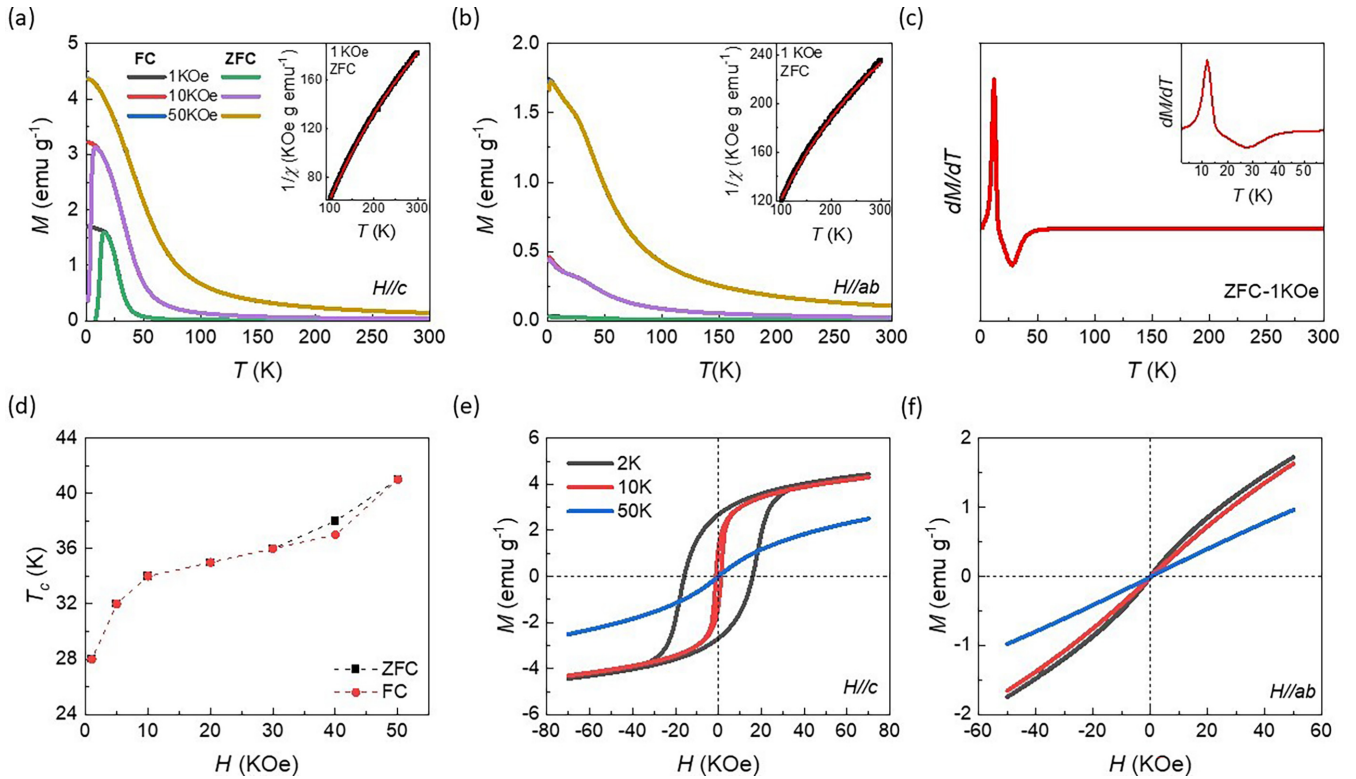 (a)
FC ZFC
1KOe
10KOe
50KOe
5
4
3
2
1
0
0 50 100 150 200 250 300
M (emu g⁻¹)
T (K)
H//c
1 KOe
ZFC
160
120
80
100 200 300
1/χ (KOe g emu⁻¹)
T (K)
(b)
2.0
1.5
1.0
0.5
0.0
0 50 100 150 200 250 300
M (emu g⁻¹)
T(K)
H//ab
1 KOe
ZFC
240
200
160
120
100 200 300
1/χ (KOe g emu⁻¹)
T (K)
(c)
dM/dT
0 50 100 150 200 250 300
T (K)
ZFC-1KOe
dM/dT
10 20 30 40 50
T (K)
(d)
44
40
36
32
28
24
0 10 20 30 40 50
T_c (K)
H (KOe)
ZFC
FC
(e)
2K
10K
50K
6
4
2
0
-2
-4
-6
-80 -60 -40 -20 0 20 40 60 80
M (emu g⁻¹)
H (KOe)
H//c
(f)
2
1
0
-1
-2
-60 -40 -20 0 20 40 60
M (emu g⁻¹)
H (KOe)
H//ab